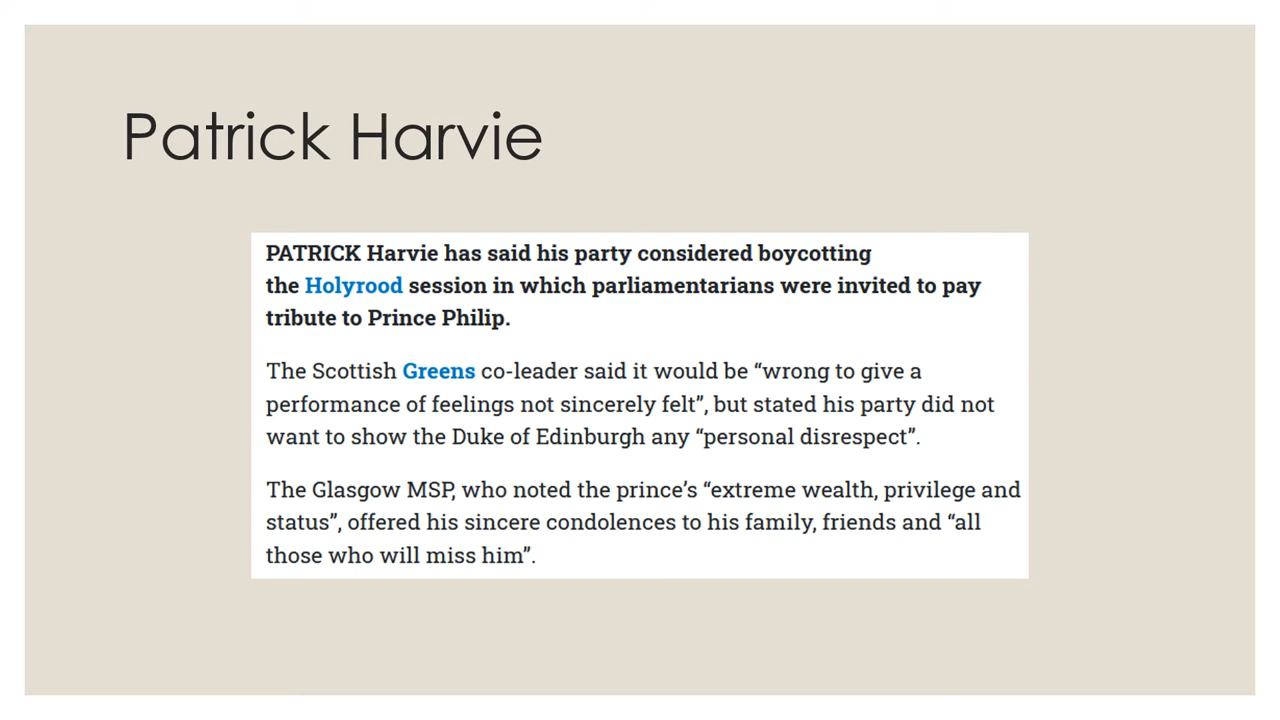 Patrick Harvie
PATRICK Harvie has said his party considered boycotting
the Holyrood session in which parliamentarians were invited to pay
tribute to Prince Philip.
The Scottish Greens co-leader said it would be “wrong to give a
performance of feelings not sincerely felt”, but stated his party did not
want to show the Duke of Edinburgh any “personal disrespect”.
The Glasgow MSP, who noted the prince’s “extreme wealth, privilege and
status”, offered his sincere condolences to his family, friends and “all
those who will miss him”.